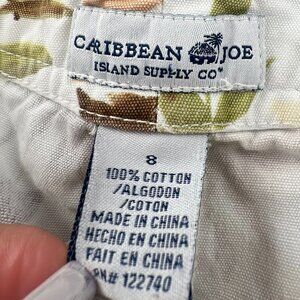 CARIBBEAN JOE
ISLAND SUPPLY CO®
8
100% COTTON
/ALGODON
/COTON
MADE IN CHINA
HECHO EN CHINA
FAIT EN CHINA
RN# 122740